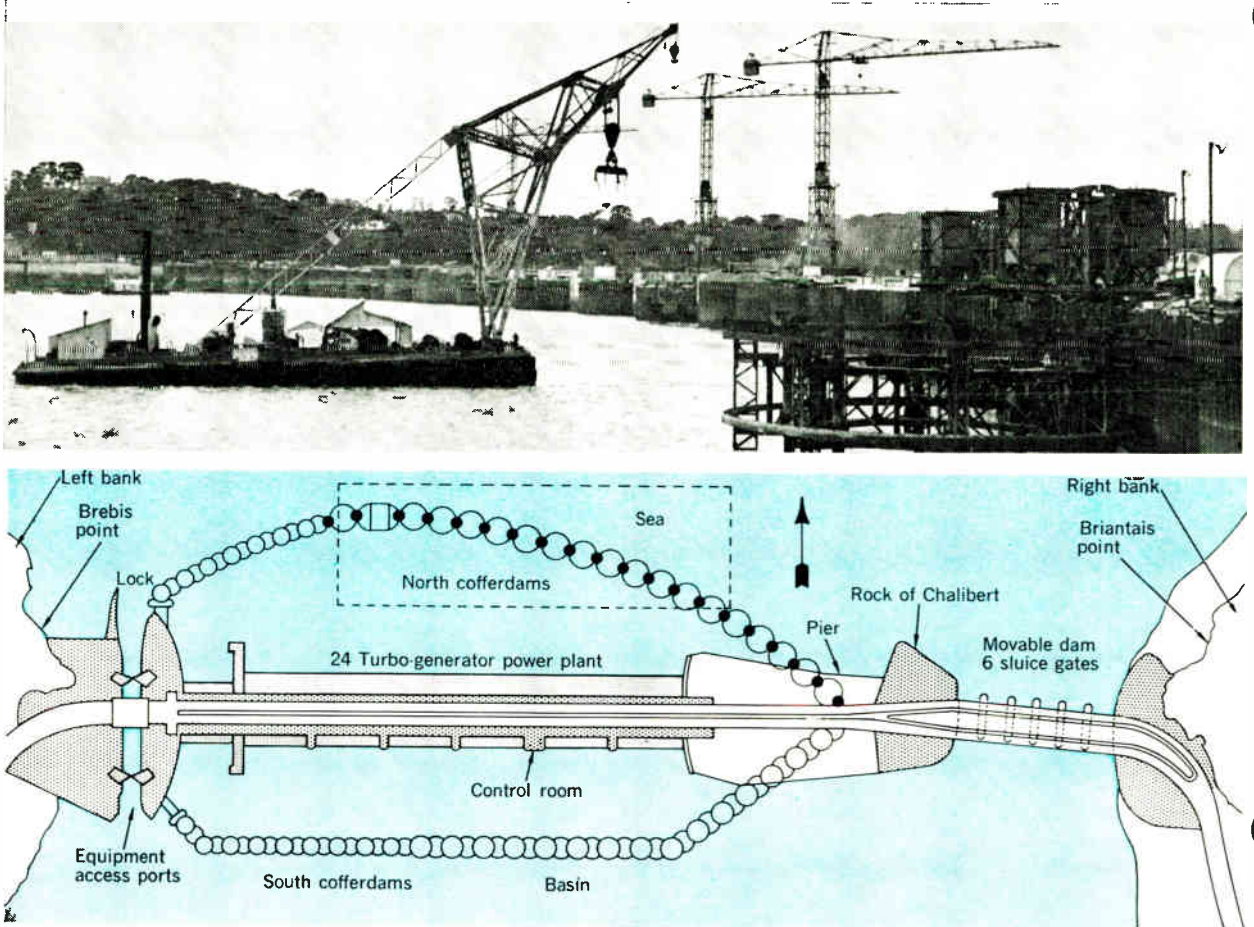 Left bank
Brebis
point
Lock
Sea
North cofferdams
Right bank
Briantais
point
Rock of Chalibert
Pier
Movable dam
6 sluice gates
24 Turbo-generator power plant
Control room
Equipment
access ports
South cofferdams
Basin